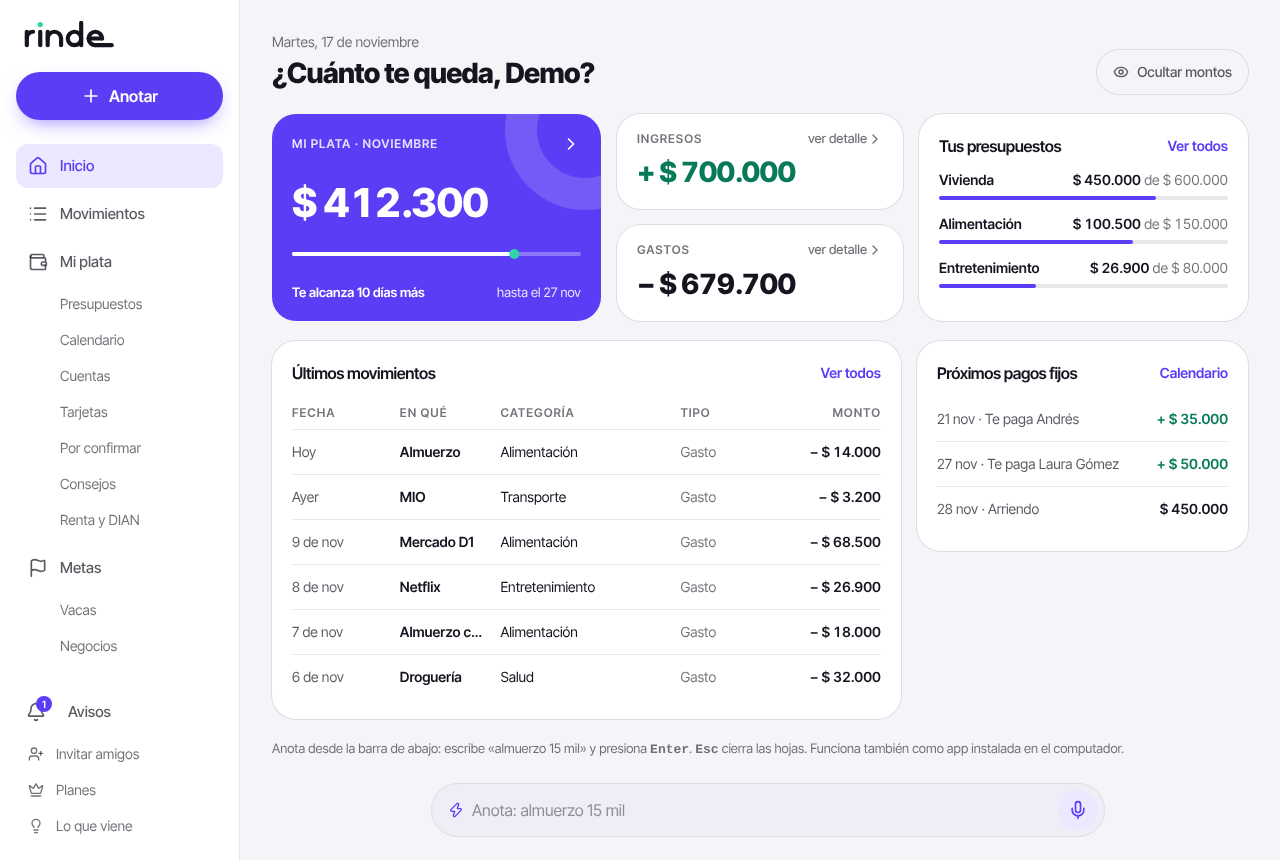 rinde
Anotar
Inicio
Movimientos
Mi plata
Presupuestos
Calendario
Cuentas
Tarjetas
Por confirmar
Consejos
Renta y DIAN
Metas
Vacas
Negocios
1
Avisos
Invitar amigos
Planes
Lo que viene
Martes, 17 de noviembre
¿Cuánto te queda, Demo?
Ocultar montos
MI PLATA · NOVIEMBRE
$ 412.300
Te alcanza 10 días más hasta el 27 nov
INGRESOS ver detalle
+ $ 700.000
GASTOS ver detalle
– $ 679.700
Tus presupuestos Ver todos
Vivienda $ 450.000 de $ 600.000
Alimentación $ 100.500 de $ 150.000
Entretenimiento $ 26.900 de $ 80.000
Últimos movimientos Ver todos
FECHA EN QUÉ CATEGORÍA TIPO MONTO
Hoy Almuerzo Alimentación Gasto – $ 14.000
Ayer MIO Transporte Gasto – $ 3.200
9 de nov Mercado D1 Alimentación Gasto – $ 68.500
8 de nov Netflix Entretenimiento Gasto – $ 26.900
7 de nov Almuerzo c... Alimentación Gasto – $ 18.000
6 de nov Droguería Salud Gasto – $ 32.000
Próximos pagos fijos Calendario
21 nov · Te paga Andrés + $ 35.000
27 nov · Te paga Laura Gómez + $ 50.000
28 nov · Arriendo $ 450.000
Anota desde la barra de abajo: escribe «almuerzo 15 mil» y presiona Enter. Esc cierra las hojas. Funciona también como app instalada en el computador.
Anota: almuerzo 15 mil